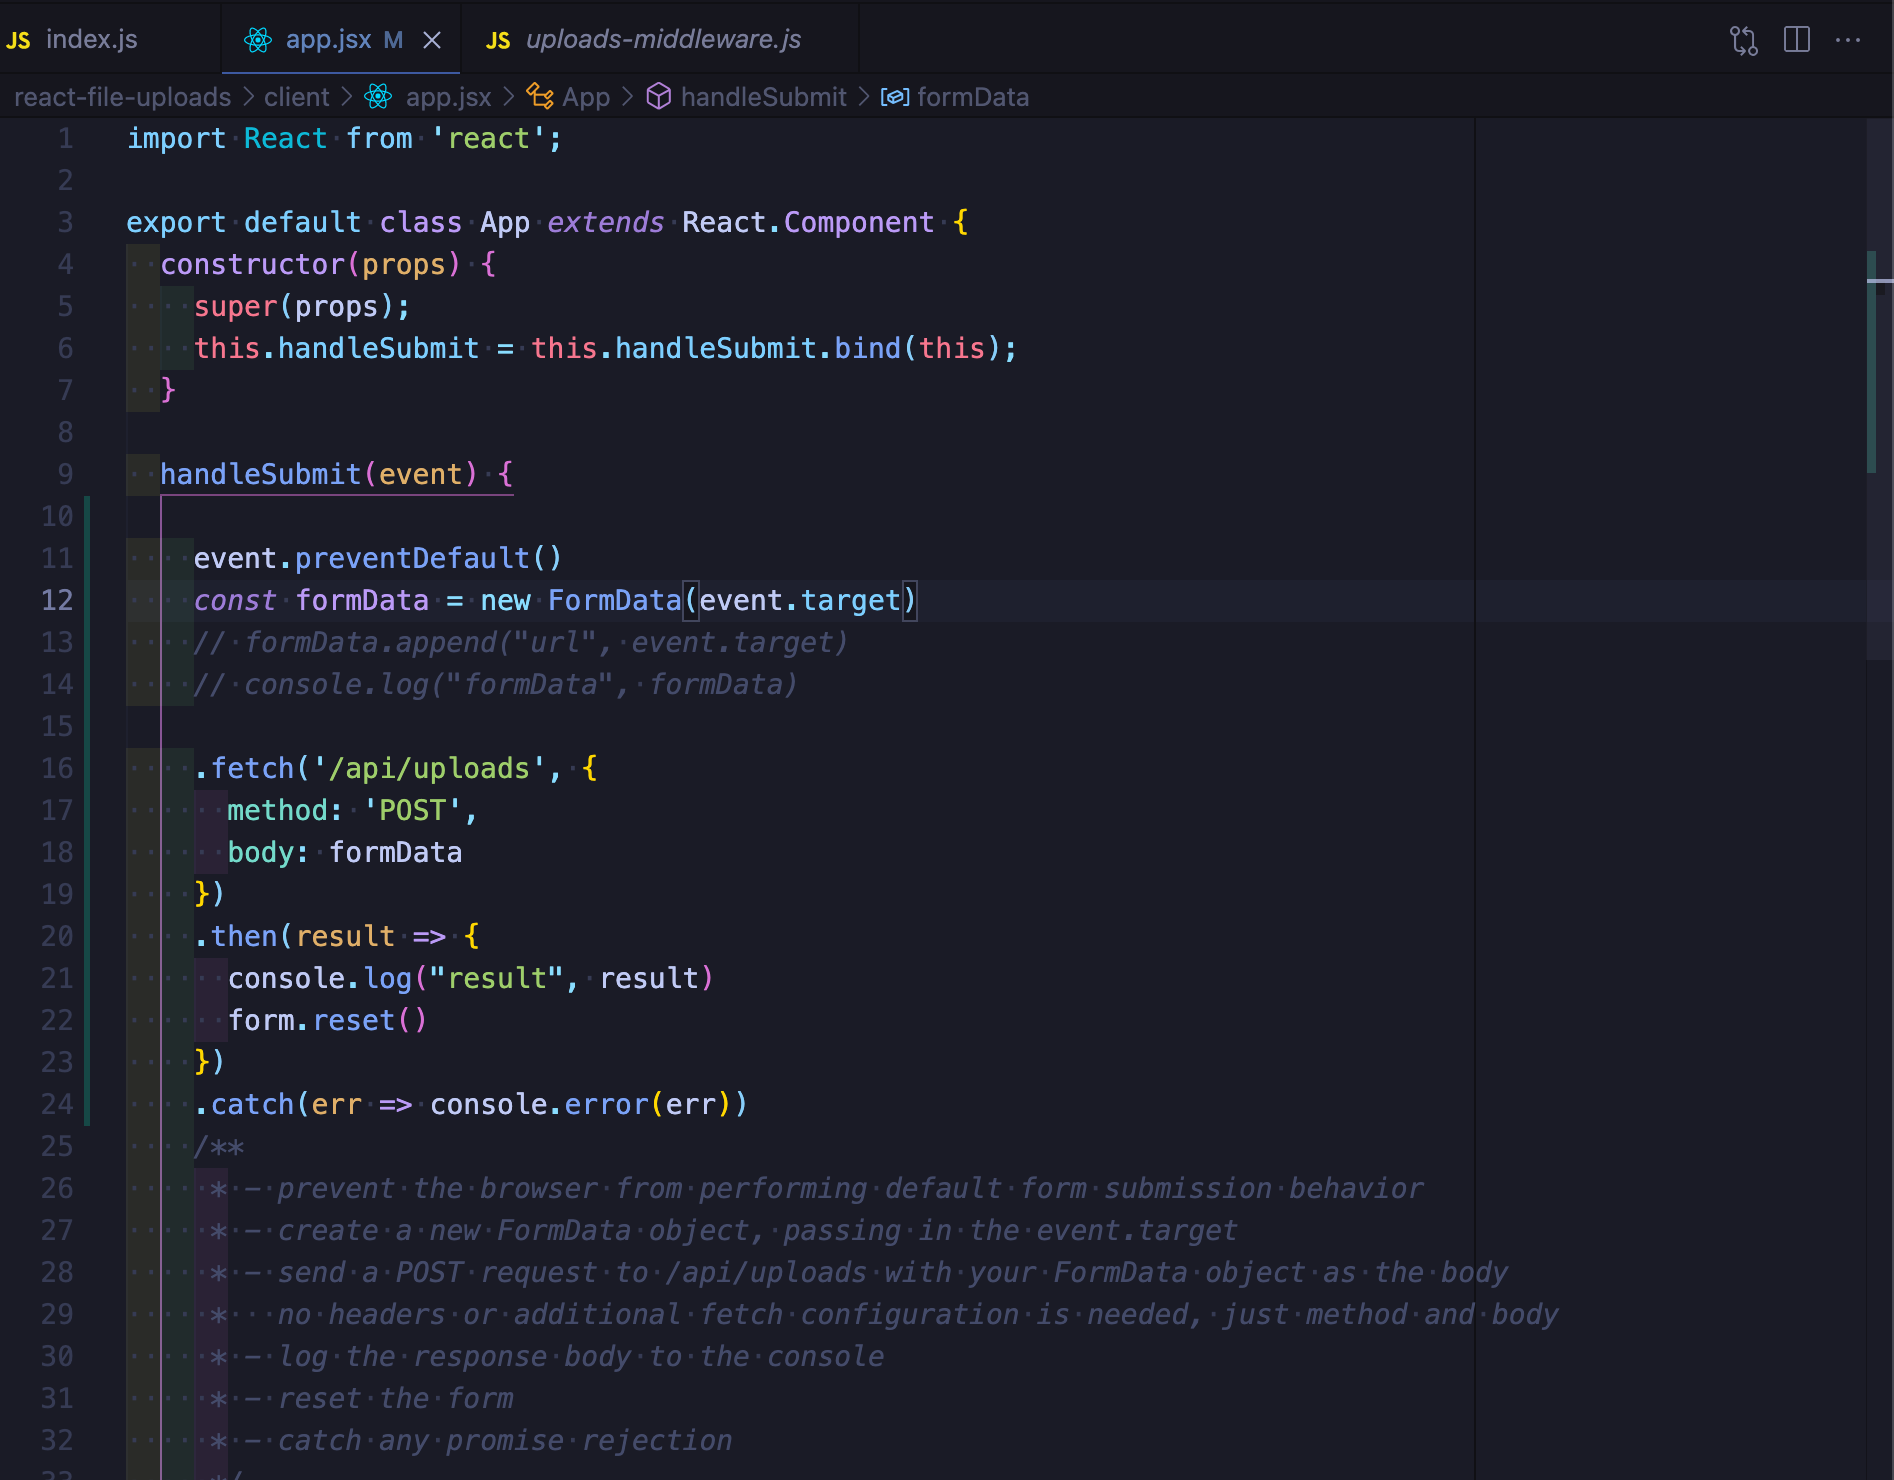 JS index.js app.jsx M JS uploads-middleware.js
react-file-uploads client app.jsx App handleSubmit formData
1 import React from 'react';
2
3 export default class App extends React.Component {
4 constructor(props) {
5 super(props);
6 this.handleSubmit = this.handleSubmit.bind(this);
7 }
8
9 handleSubmit(event) {
10
11 event.preventDefault()
12 const formData = new FormData(event.target)
13 // formData.append("url", event.target)
14 // console.log("formData", formData)
15
16 .fetch('/api/uploads', {
17 method: 'POST',
18 body: formData
19 })
20 .then(result => {
21 console.log("result", result)
22 form.reset()
23 })
24 .catch(err => console.error(err))
25 /**
26 * - prevent the browser from performing default form submission behavior
27 * - create a new FormData object, passing in the event.target
28 * - send a POST request to /api/uploads with your FormData object as the body
29 * no headers or additional fetch configuration is needed, just method and body
30 * - log the response body to the console
31 * - reset the form
32 * - catch any promise rejection
33 */